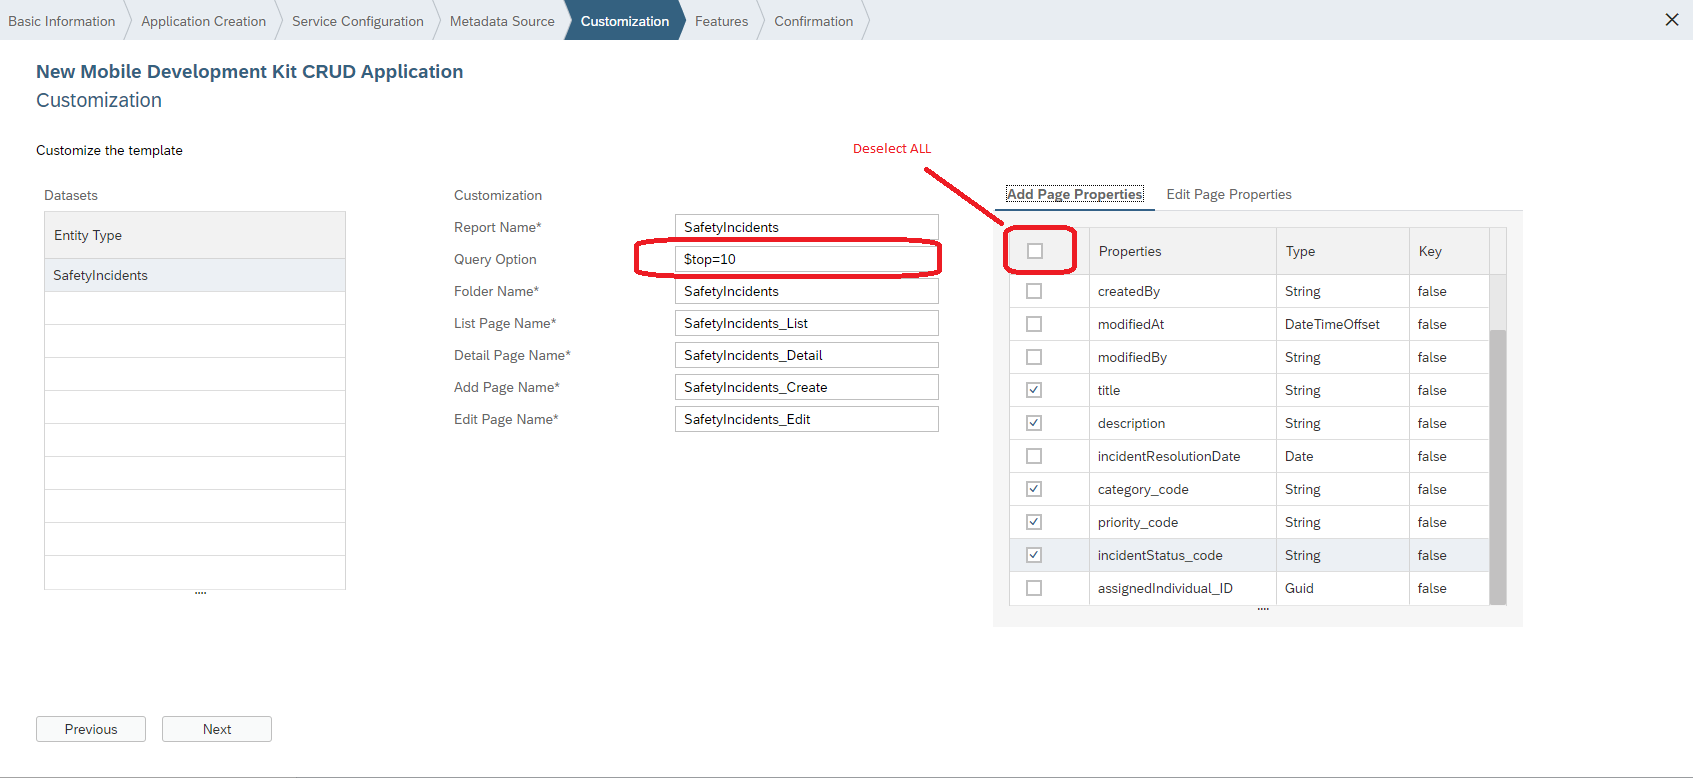 Basic Information Application Creation Service Configuration Metadata Source Customization Features Confirmation
New Mobile Development Kit CRUD Application
Customization
Customize the template
Deselect ALL
Datasets
Entity Type
SafetyIncidents
Customization
Report Name* SafetyIncidents
Query Option $top=10
Folder Name* SafetyIncidents
List Page Name* SafetyIncidents_List
Detail Page Name* SafetyIncidents_Detail
Add Page Name* SafetyIncidents_Create
Edit Page Name* SafetyIncidents_Edit
Add Page Properties Edit Page Properties
Properties Type Key
createdBy String false
modifiedAt DateTimeOffset false
modifiedBy String false
title String false
description String false
incidentResolutionDate Date false
category_code String false
priority_code String false
incidentStatus_code String false
assignedIndividual_ID Guid false
Previous Next